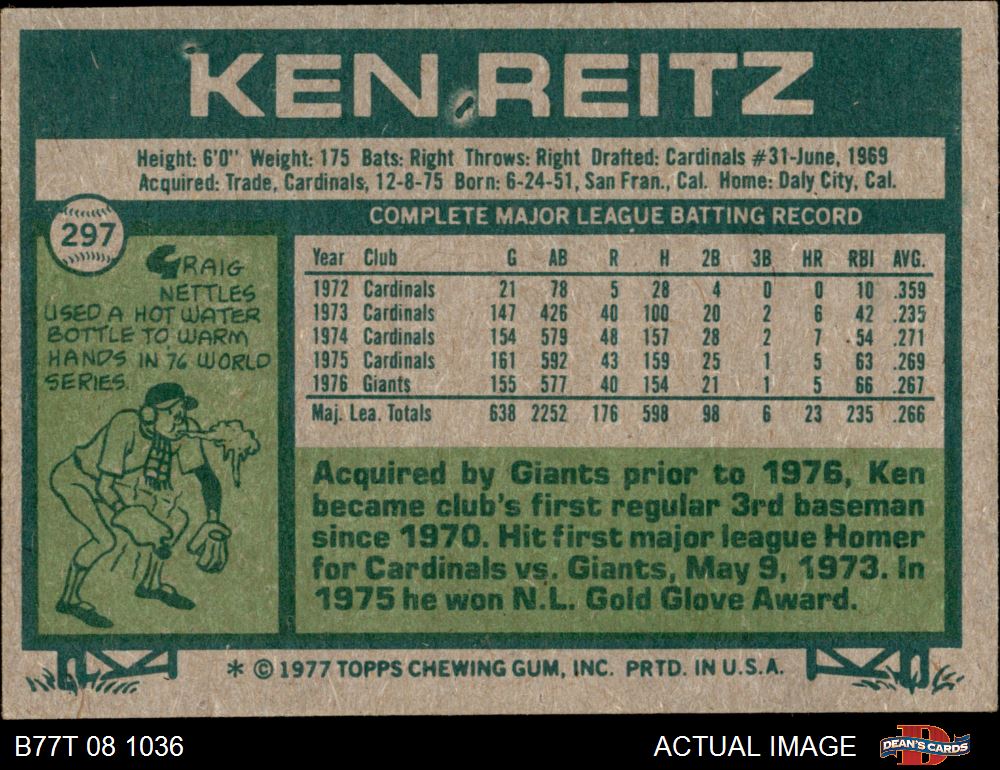 KEN REITZ
Height: 6'0" Weight: 175 Bats: Right Throws: Right Drafted: Cardinals #31-June, 1969
Acquired: Trade, Cardinals, 12-8-75 Born: 6-24-51, San Fran., Cal. Home: Daly City, Cal.
297
COMPLETE MAJOR LEAGUE BATTING RECORD
GRAIG
NETTLES
USED A HOT WATER
BOTTLE TO WARM
HANDS IN 76 WORLD
SERIES.
Year Club G AB R H 2B 3B HR RBI AVG.
1972 Cardinals 21 78 5 28 4 0 0 10 .359
1973 Cardinals 147 426 40 100 20 2 6 42 .235
1974 Cardinals 154 579 48 157 28 2 7 54 .271
1975 Cardinals 161 592 43 159 25 1 5 63 .269
1976 Giants 155 577 40 154 21 1 5 66 .267
Maj. Lea. Totals 638 2252 176 598 98 6 23 235 .266
Acquired by Giants prior to 1976, Ken
became club's first regular 3rd baseman
since 1970. Hit first major league Homer
for Cardinals vs. Giants, May 9, 1973. In
1975 he won N.L. Gold Glove Award.
* © 1977 TOPPS CHEWING GUM, INC. PRTD. IN U.S.A.
B77T 08 1036
ACTUAL IMAGE
DEAN'S CARDS